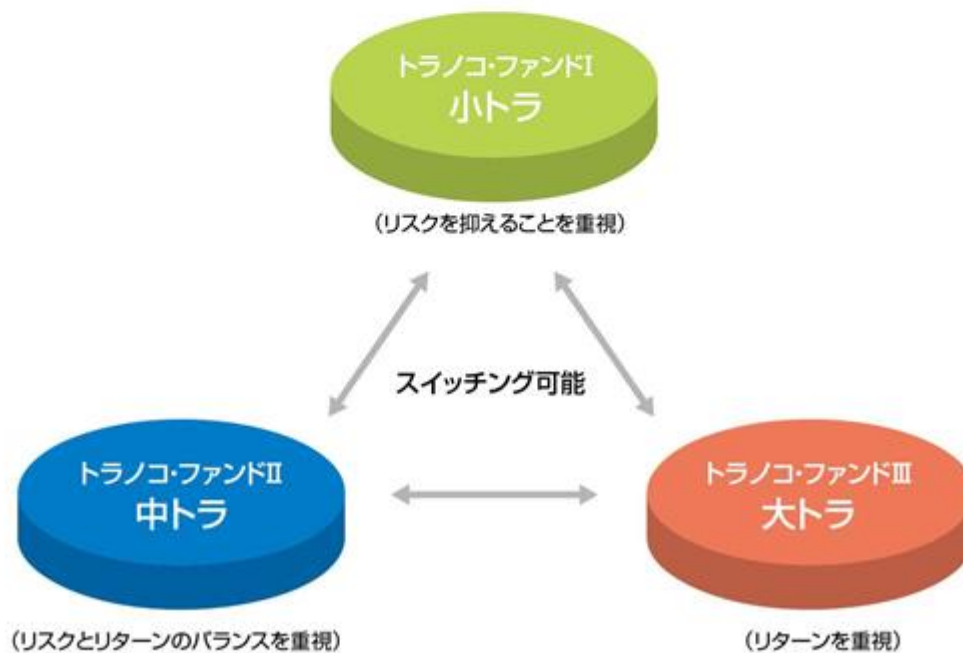 トラノコ・ファンドⅠ
小トラ
(リスクを抑えることを重視)
スイッチング可能
トラノコ・ファンドⅡ
中トラ
(リスクとリターンのバランスを重視)
トラノコ・ファンドⅢ
大トラ
(リターンを重視)